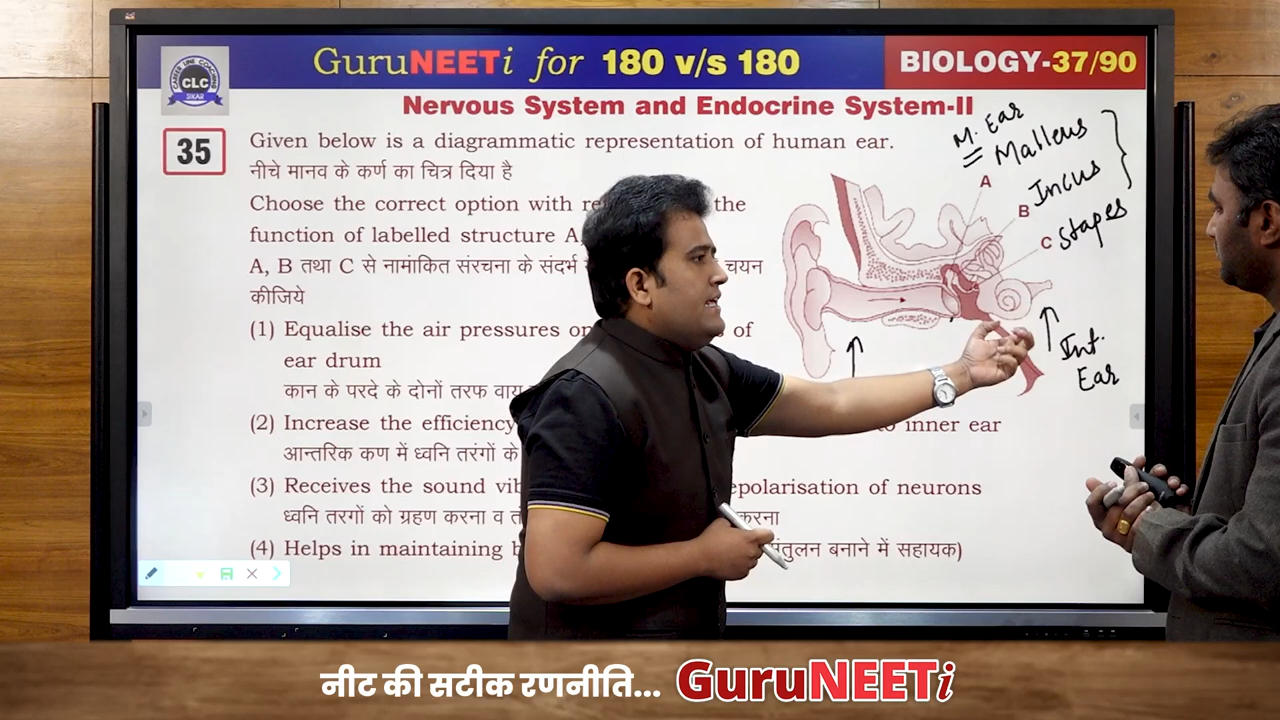 GuruNEETi for 180 v/s 180
BIOLOGY-37/90
CAREER LINE COACHING
CLC
SIKAR
Nervous System and Endocrine System-II
35
Given below is a diagrammatic representation of human ear.
नीचे मानव के कर्ण का चित्र दिया है
Choose the correct option with the
function of labelled structure A,
A, B तथा C से नामांकित संरचना के संदर्भ चयन
कीजिये
(1) Equalise the air pressures of
ear drum
कान के परदे के दोनों तरफ
(2) Increase the efficiency to inner ear
आन्तरिक कण में ध्वनि तरंगों के
(3) Receives the sound epolarisation of neurons
ध्वनि तरगों को ग्रहण करना व करना
(4) Helps in maintaining
संतुलन बनाने में सहायक)
M. Ear
Malleus
A
Incus
B
C Stapes
Int.
Ear
नीट की सटीक रणनीति... GuruNEETi